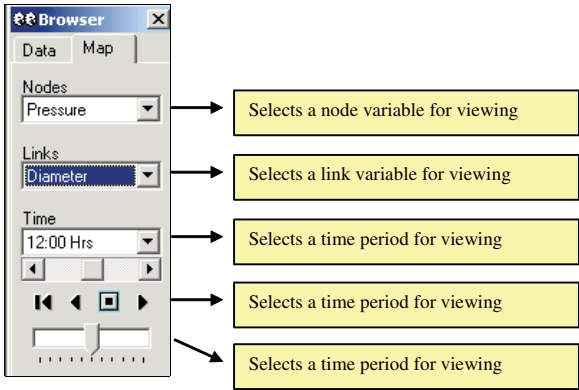 Browser
Data Map
Nodes
Pressure
Selects a node variable for viewing
Links
Diameter
Selects a link variable for viewing
Time
12:00 Hrs
Selects a time period for viewing
Selects a time period for viewing
Selects a time period for viewing